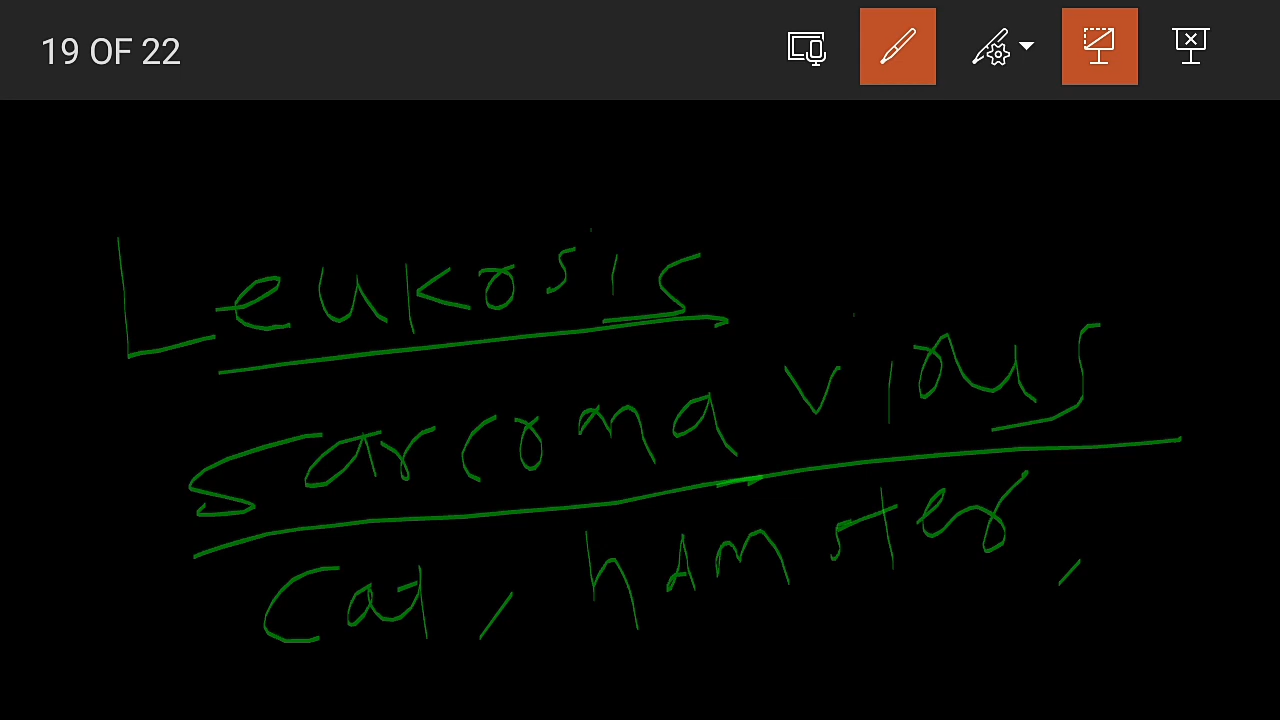 19 OF 22
Leukosis
sarcoma virus
Cat, hamster,